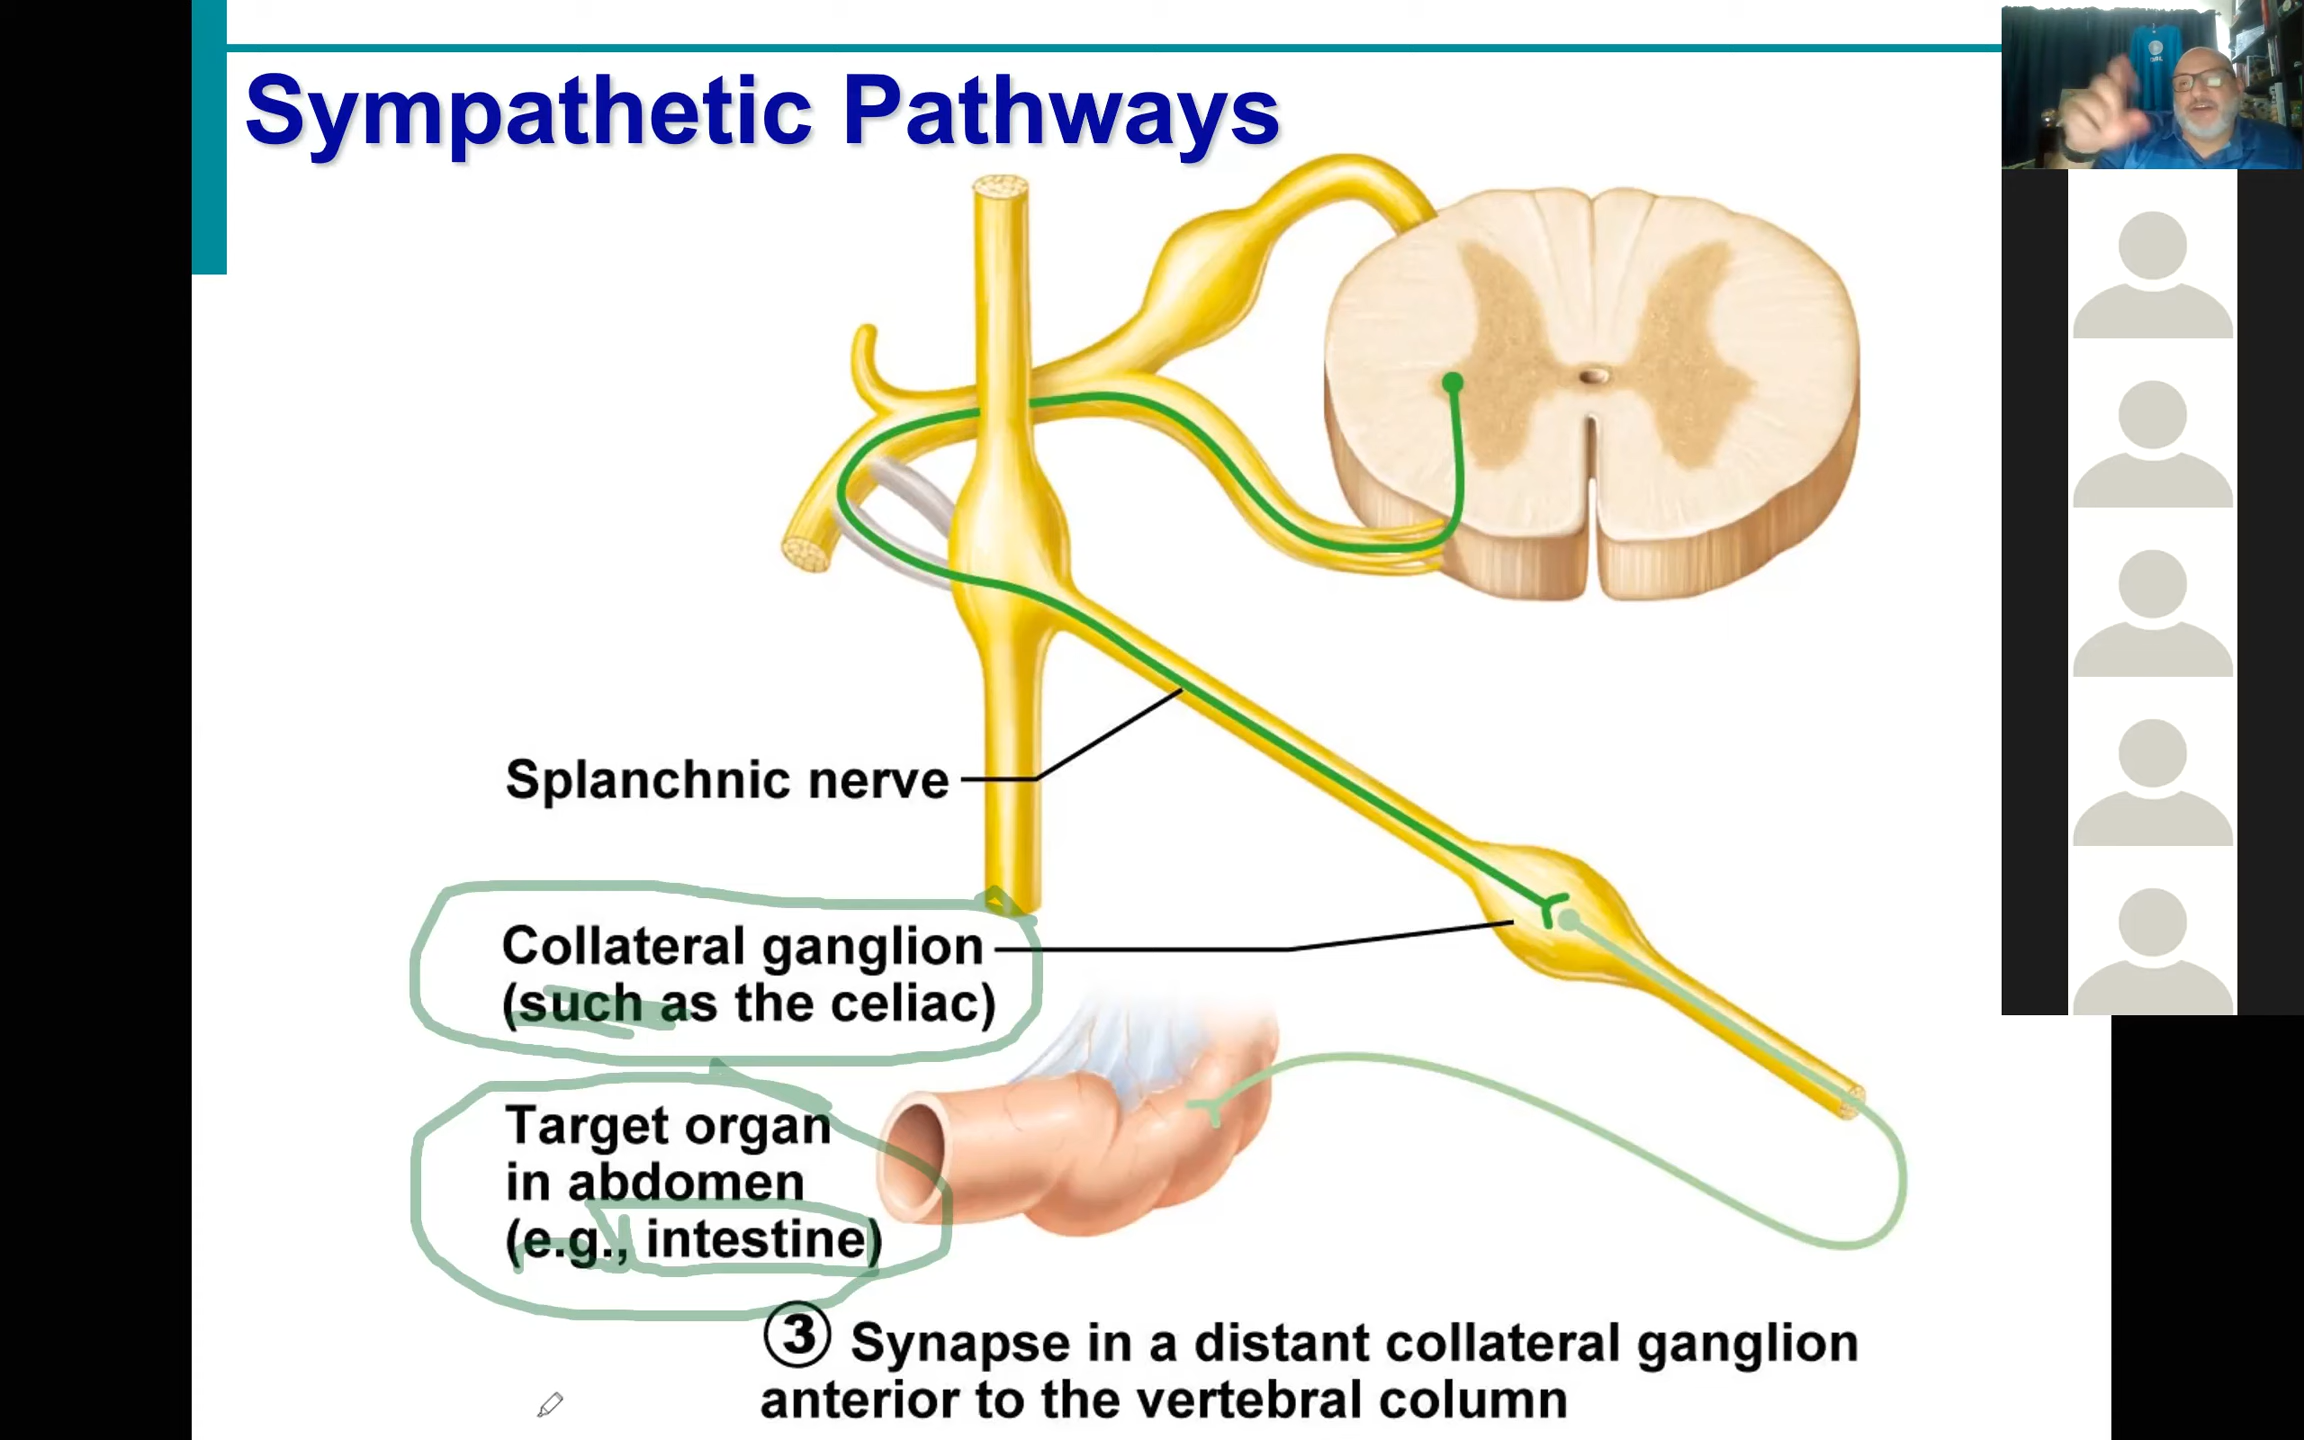 Sympathetic Pathways
Splanchnic nerve
Collateral ganglion
(such as the celiac)
Target organ
in abdomen
(e.g., intestine)
③ Synapse in a distant collateral ganglion
anterior to the vertebral column